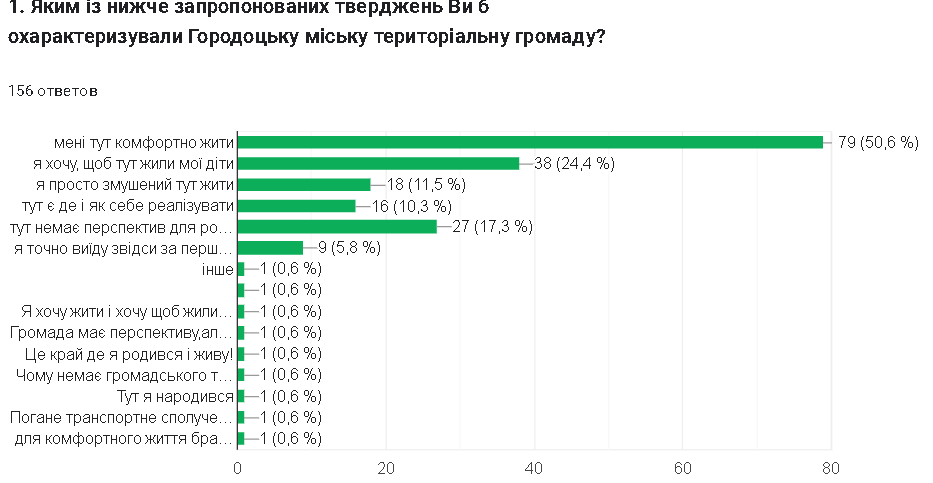 1. Яким із нижче запропонованих тверджень Ви б
охарактеризували Городоцьку міську територіальну громаду?
156 ответов
мені тут комфортно жити 79 (50,6 %)
я хочу, щоб тут жили мої діти 38 (24,4 %)
я просто змушений тут жити 18 (11,5 %)
тут є де і як себе реалізувати 16 (10,3 %)
тут немає перспектив для ро... 27 (17,3 %)
я точно виїду звідси за перш... 9 (5,8 %)
інше 1 (0,6 %)
1 (0,6 %)
Я хочу жити і хочу щоб жили... 1 (0,6 %)
Громада має перспективу,ал... 1 (0,6 %)
Це край де я родився і живу! 1 (0,6 %)
Чому немає громадського т... 1 (0,6 %)
Тут я народився 1 (0,6 %)
Погане транспортне сполуче... 1 (0,6 %)
для комфортного життя бра... 1 (0,6 %)
0 20 40 60 80